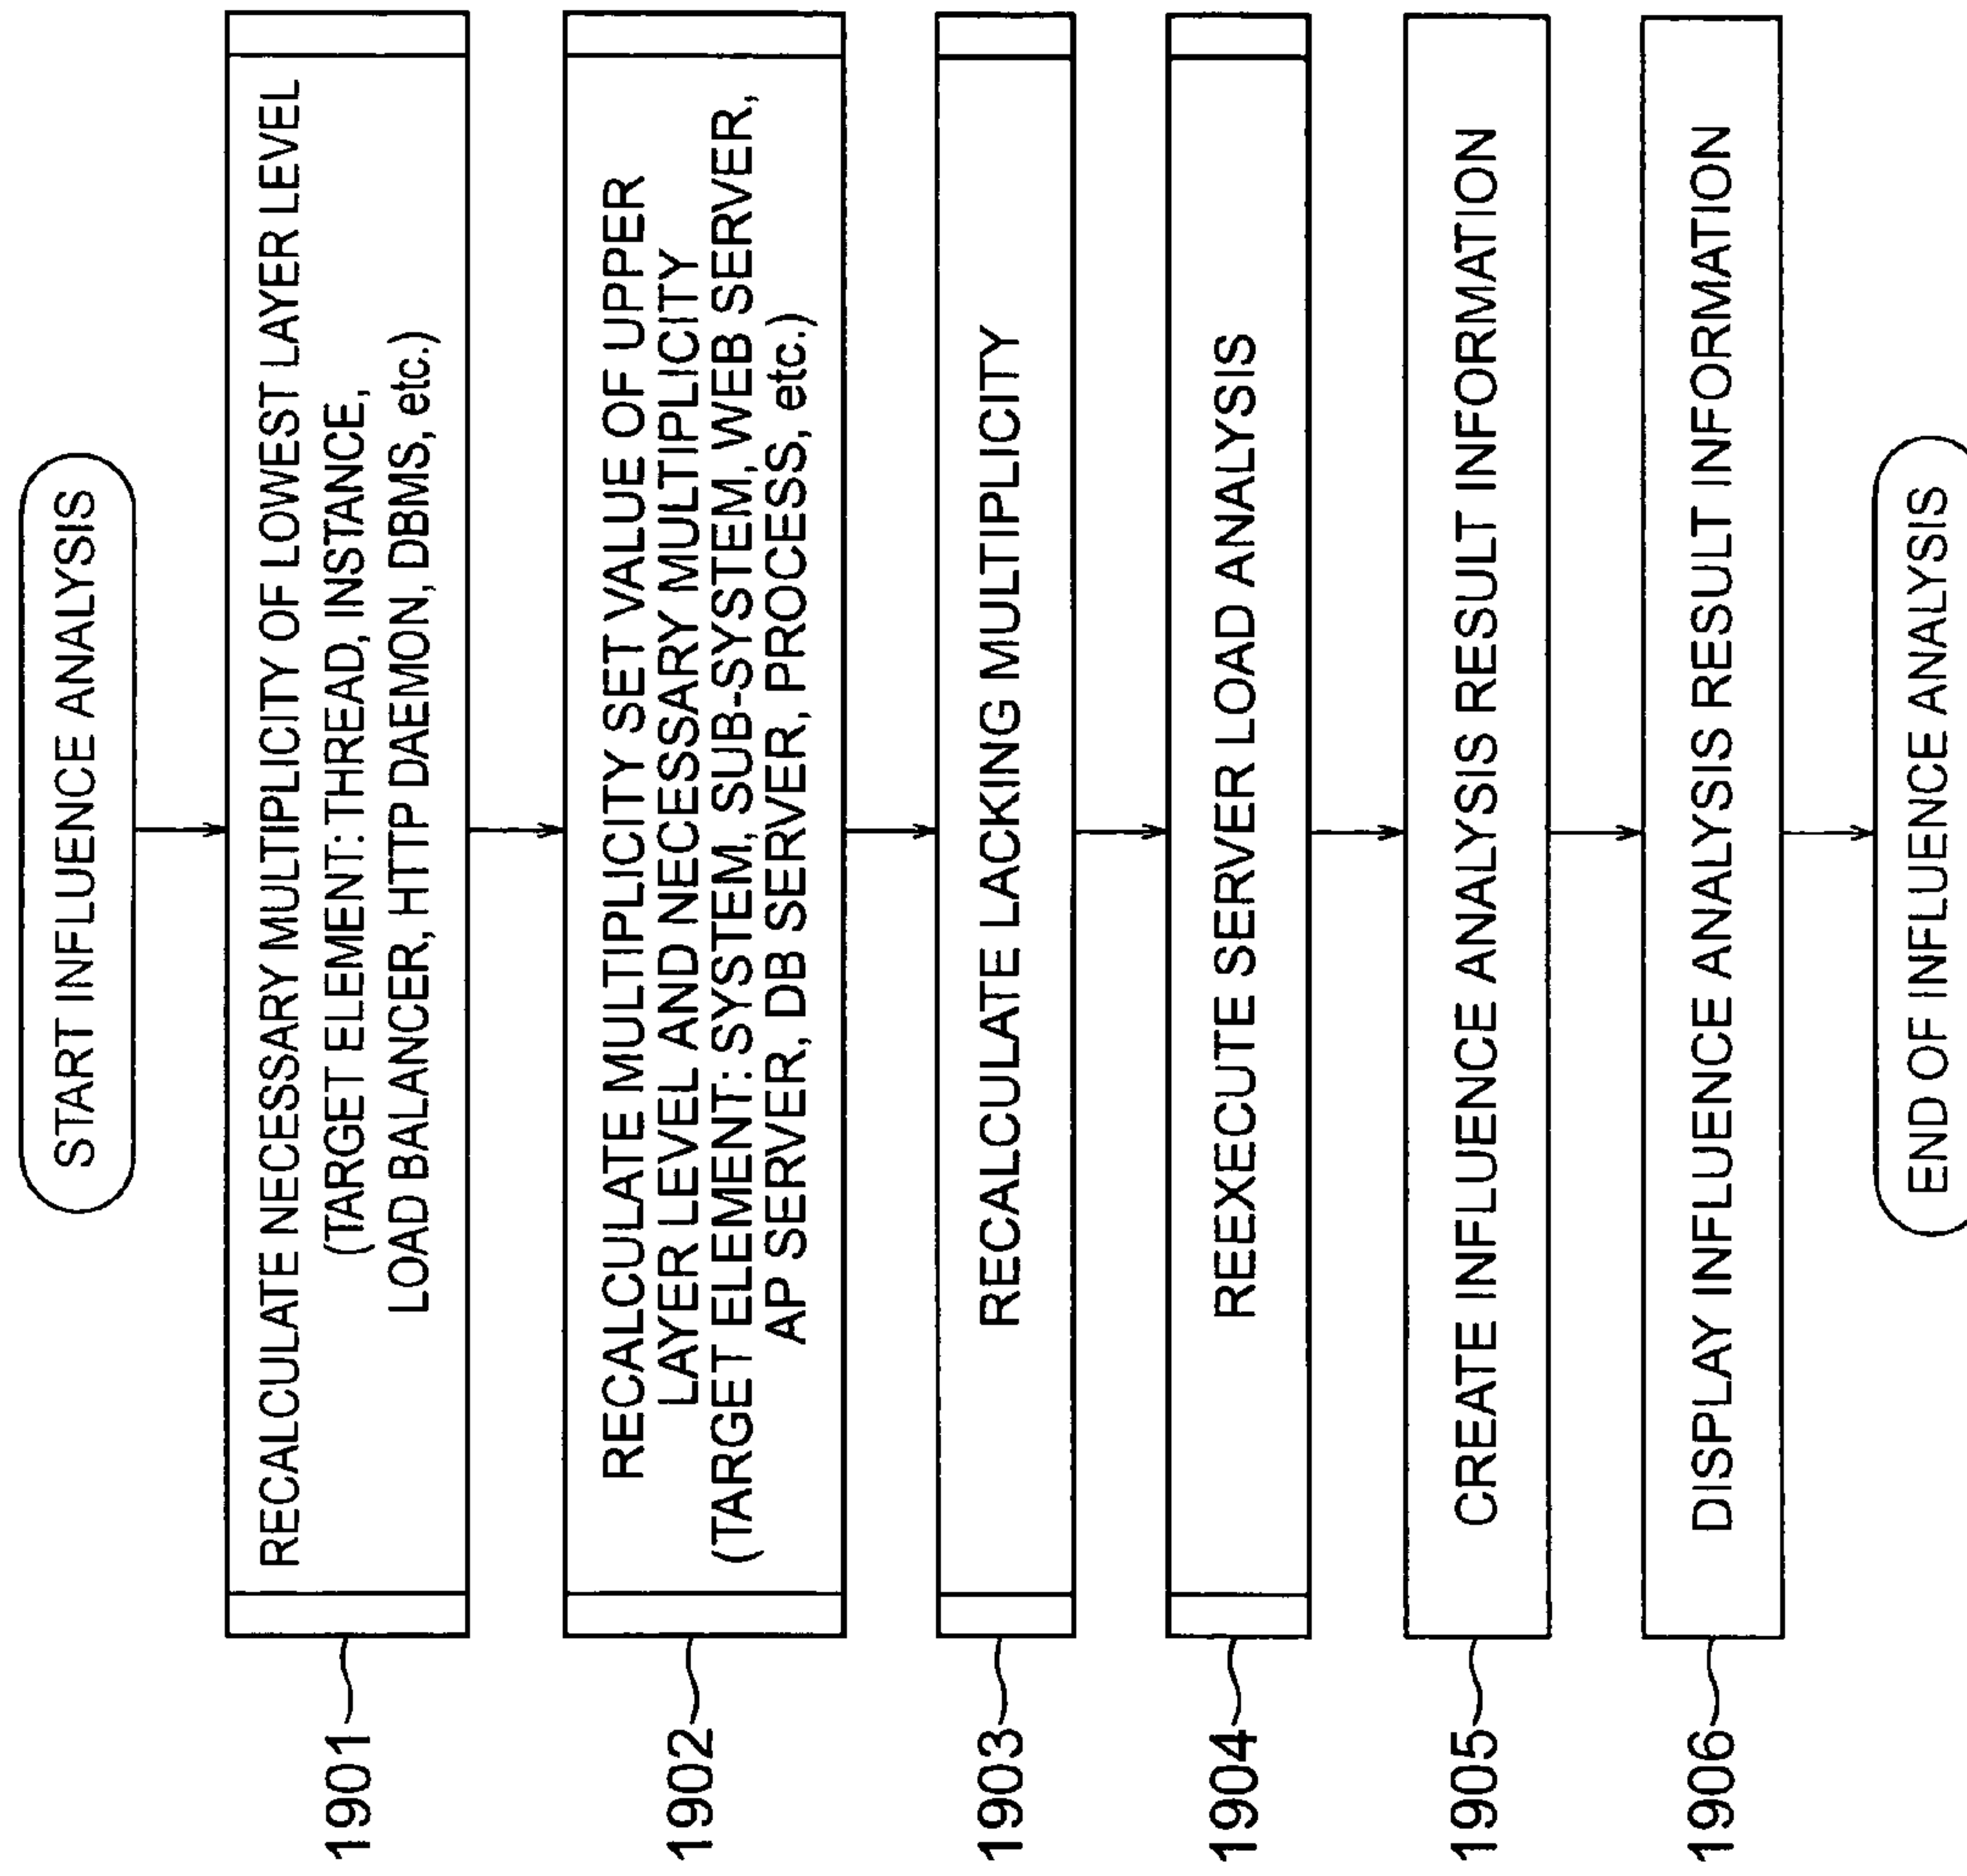 START INFLUENCE ANALYSIS
1901
RECALCULATE NECESSARY MULTIPLICITY OF LOWEST LAYER LEVEL
(TARGET ELEMENT: THREAD, INSTANCE,
LOAD BALANCER, HTTP DAEMON, DBMS, etc.)
1902
RECALCULATE MULTIPLICITY SET VALUE OF UPPER
LAYER LEVEL AND NECESSARY MULTIPLICITY
(TARGET ELEMENT: SYSTEM, SUB-SYSTEM, WEB SERVER,
AP SERVER, DB SERVER, PROCESS, etc.)
1903
RECALCULATE LACKING MULTIPLICITY
1904
REEXECUTE SERVER LOAD ANALYSIS
1905
CREATE INFLUENCE ANALYSIS RESULT INFORMATION
1906
DISPLAY INFLUENCE ANALYSIS RESULT INFORMATION
END OF INFLUENCE ANALYSIS